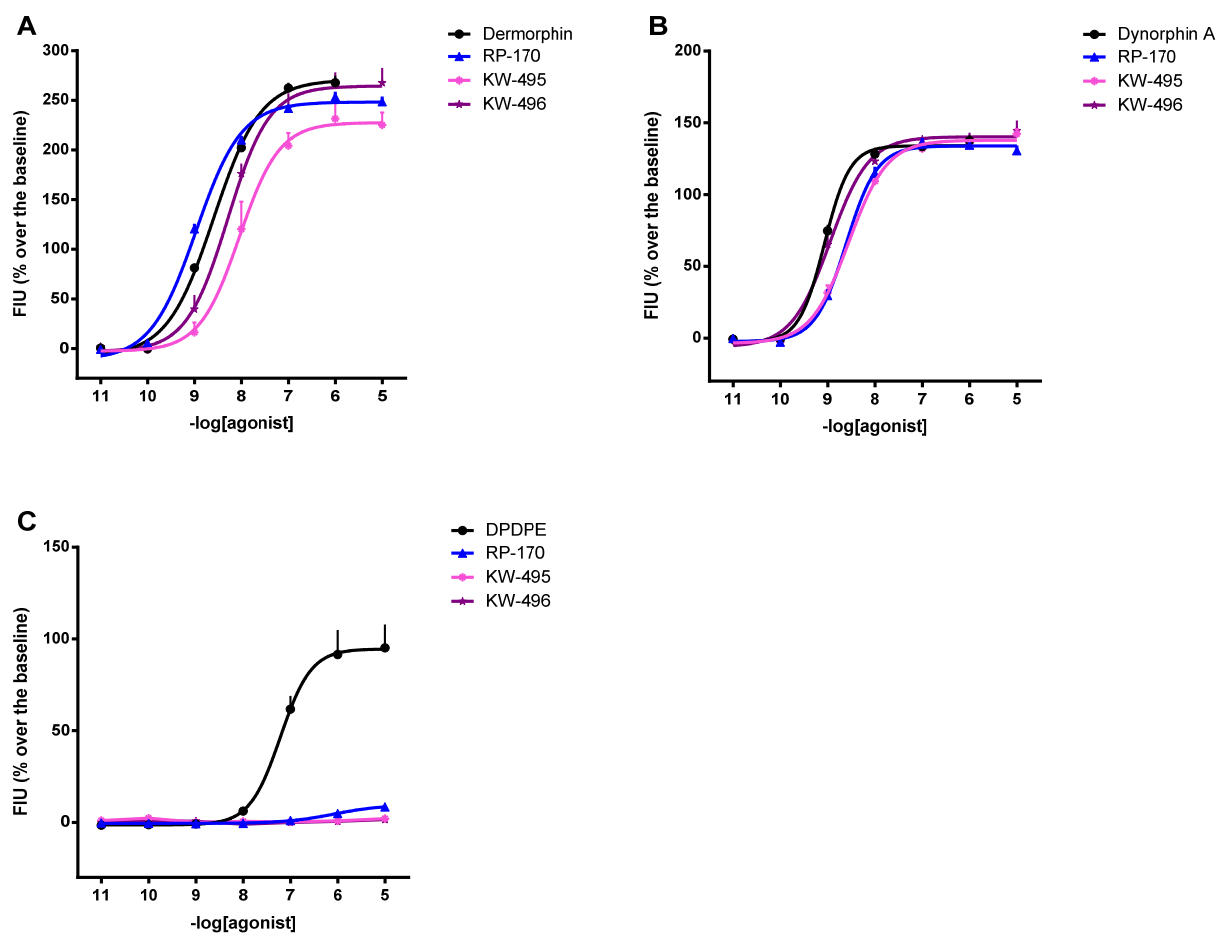 A
Dermorphin
RP-170
KW-495
KW-496
300
250
200
150
100
50
0
FIU (% over the baseline)
11 10 9 8 7 6 5
-log[agonist]
B
Dynorphin A
RP-170
KW-495
KW-496
200
150
100
50
0
FIU (% over the baseline)
11 10 9 8 7 6 5
-log[agonist]
C
DPDPE
RP-170
KW-495
KW-496
150
100
50
0
FIU (% over the baseline)
11 10 9 8 7 6 5
-log[agonist]